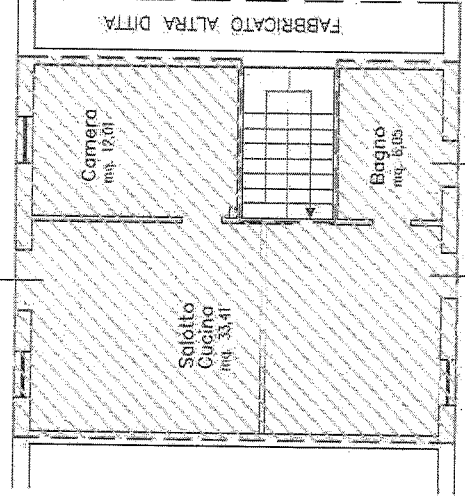 FABBRICATO ALTRA DITTA
Camera
mq. 12,01
Bagno
mq. 6,05
Salotto
Cucina
mq. 33,41